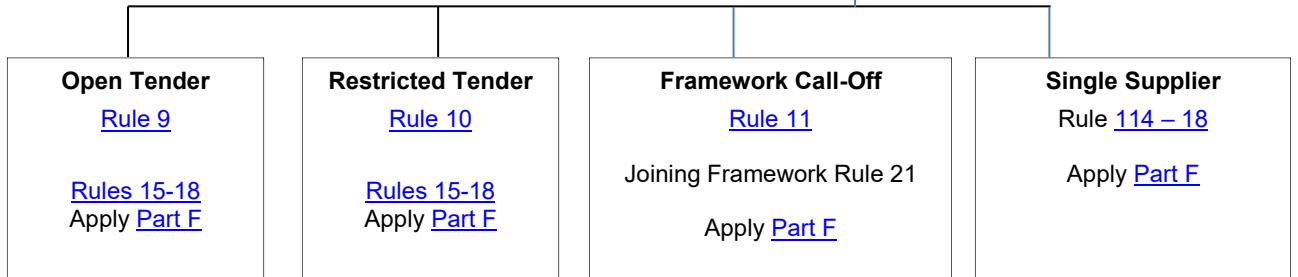 Open Tender
Rule 9
Rules 15-18
Apply Part F
Restricted Tender
Rule 10
Rules 15-18
Apply Part F
Framework Call-Off
Rule 11
Joining Framework Rule 21
Apply Part F
Single Supplier
Rule 114 – 18
Apply Part F